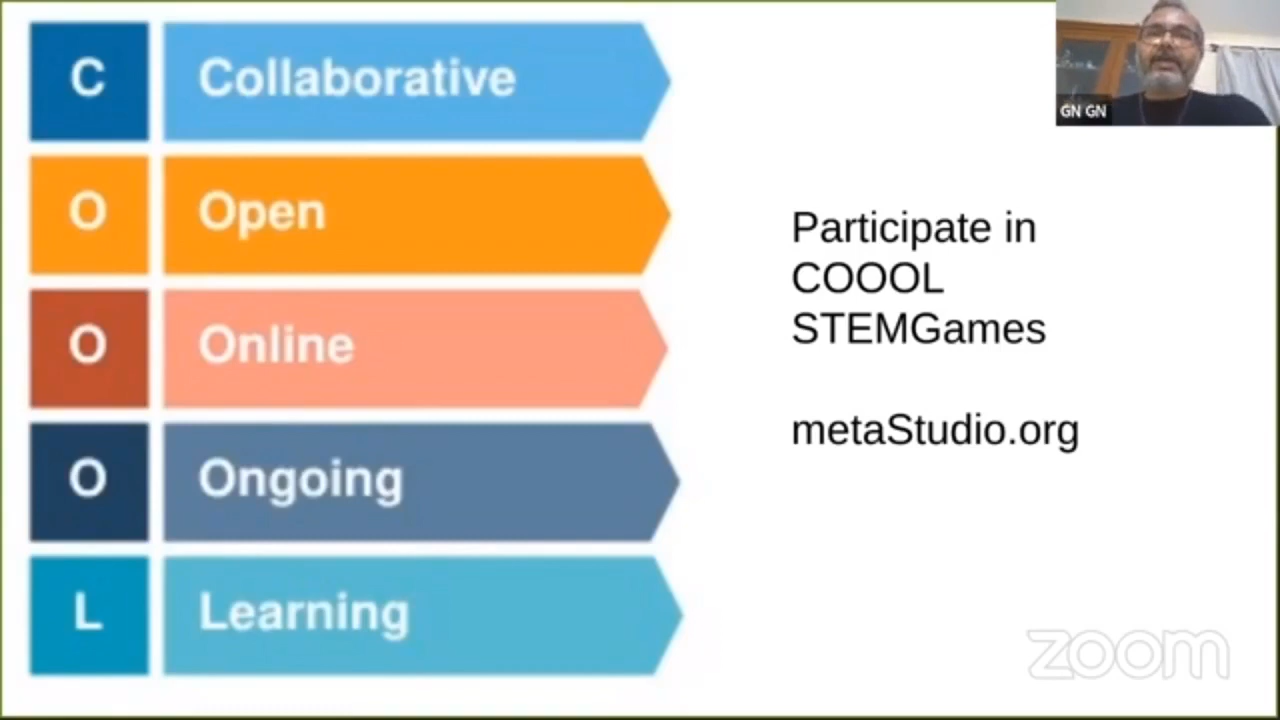 C Collaborative
O Open
O Online
O Ongoing
L Learning
Participate in
COOOL
STEMGames
metaStudio.org
GN GN
zoom